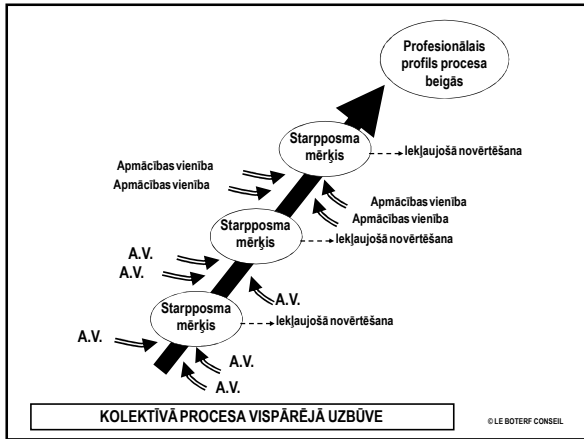 Profesionālais
profils procesa
beigās
Starpposma
mērķis
Iekļaujošā novērtēšana
Apmācības vienība
Apmācības vienība
Apmācības vienība
Apmācības vienība
Starpposma
mērķis
Iekļaujošā novērtēšana
A.V.
A.V.
A.V.
Starpposma
mērķis
Iekļaujošā novērtēšana
A.V.
A.V.
A.V.
KOLEKTĪVĀ PROCESA VISPĀRĒJĀ UZBŪVE
© LE BOTERF CONSEIL